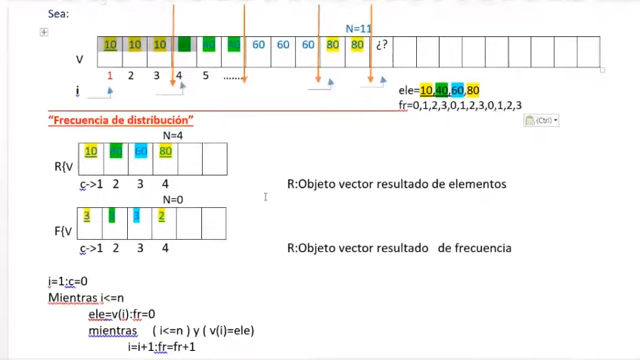 Sea:
N=11
10 10 10 60 60 60 80 80 ¿?
V
1 2 3 4 5 .......
i
ele=10,40,60,80
fr=0,1,2,3,0,1,2,3,0,1,2,3
(Ctrl)
“Frecuencia de distribución”
N=4
10 60 80
R{V
R:Objeto vector resultado de elementos
c->1 2 3 4
N=0
3 3 2
F{V
c->1 2 3 4
R:Objeto vector resultado de frecuencia
i=1:c=0
Mientras i<=n
ele=v(i):fr=0
mientras ( i<=n ) y ( v(i)=ele)
i=i+1:fr=fr+1